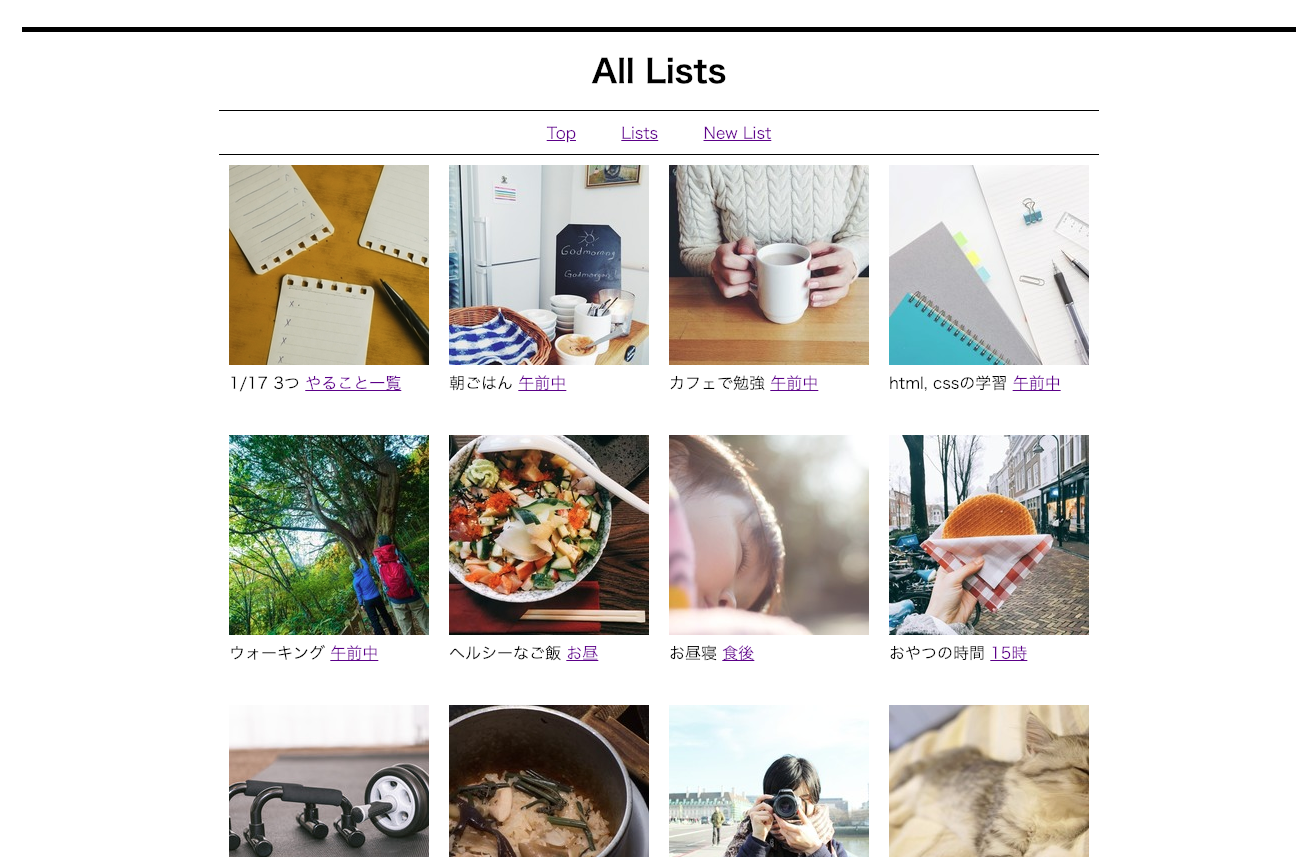 All Lists
Top Lists New List
Godmorning
1/17 3つ やること一覧
朝ごはん 午前中
カフェで勉強 午前中
html, cssの学習 午前中
ウォーキング 午前中
ヘルシーなご飯 お昼
お昼寝 食後
おやつの時間 15時